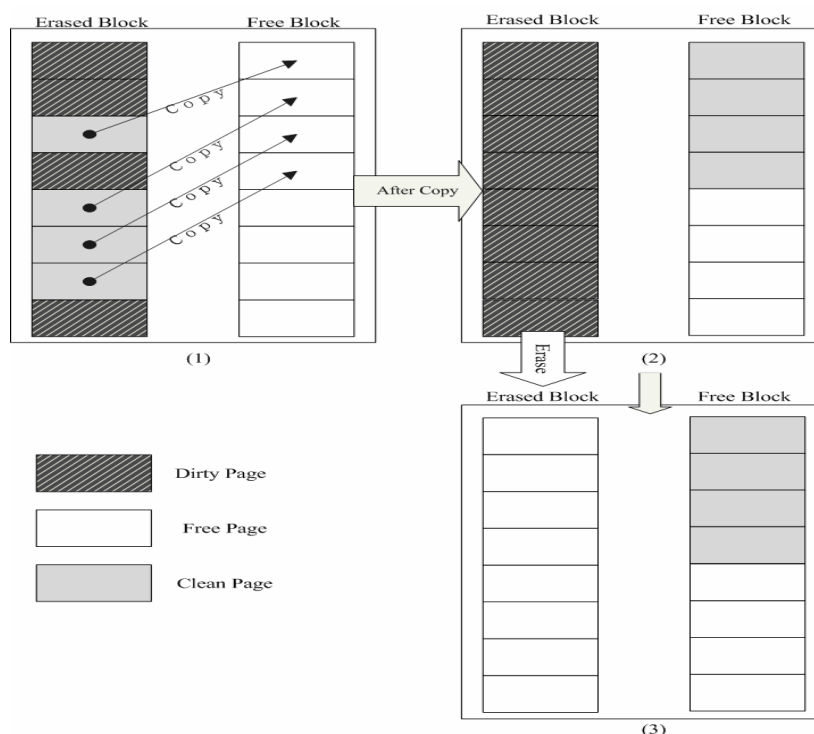 Erased Block Free Block
Copy
Copy
Copy
Copy
(1)
Erased Block Free Block
After Copy
(2)
Erase
Erased Block Free Block
(3)
Dirty Page
Free Page
Clean Page